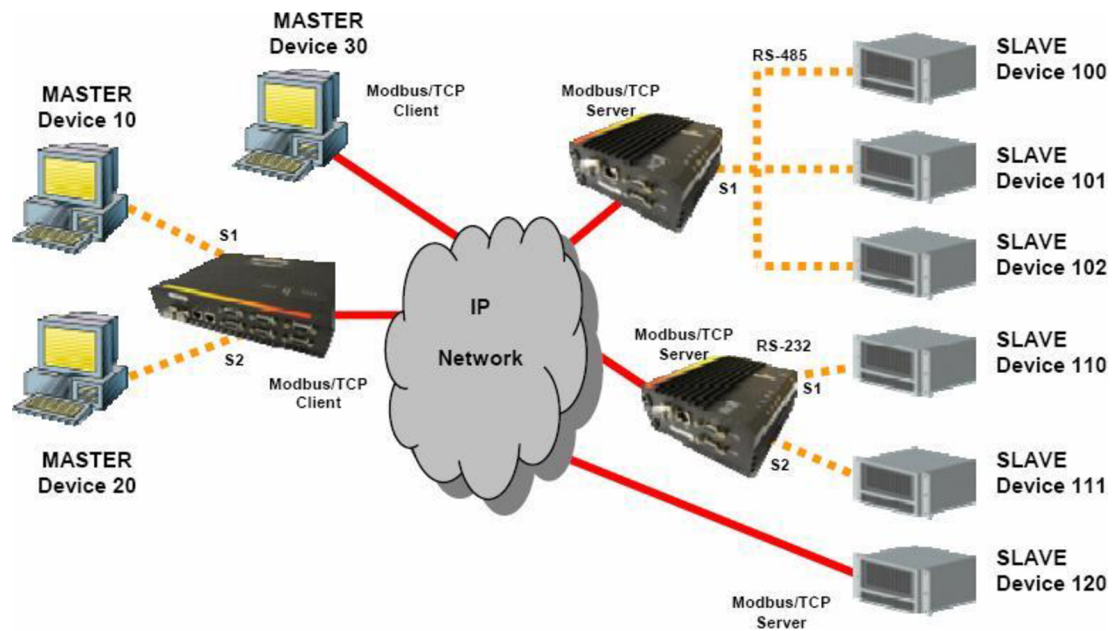 MASTER
Device 30
MASTER
Device 10
Modbus/TCP
Client
Modbus/TCP
Server
RS-485
SLAVE
Device 100
SLAVE
Device 101
S1
SLAVE
Device 102
S1
S2
Modbus/TCP
Client
MASTER
Device 20
IP
Network
Modbus/TCP
Server
RS-232
S1
S2
SLAVE
Device 110
SLAVE
Device 111
SLAVE
Device 120
Modbus/TCP
Server